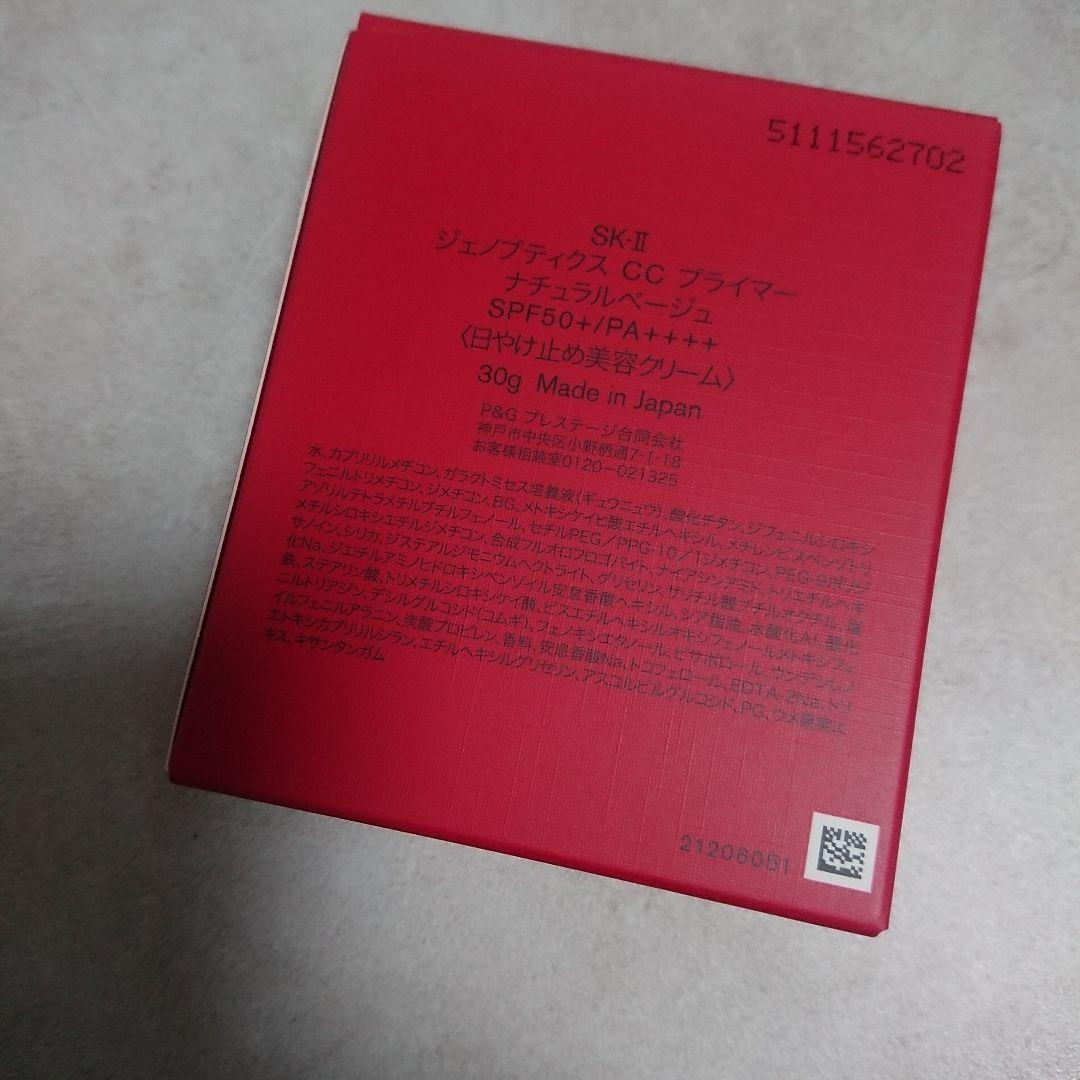 5111562702
SK-II
ジェノプティクス CC プライマー
ナチュラルベージュ
SPF50+/PA++++
〈日やけ止め美容クリーム〉
30g Made in Japan
P&G プレステージ合同会社
神戸市中央区小野柄通7-1-18
お客様相談室0120-021325
水、カプリリルメチコン、ガラクトミセス培養液(ギュウニュウ)、酸化チタン、ジフェニルシロキシ
フェニルトリメチコン、ジメチコン、BG、メトキシケイヒ酸エチルヘキシル、メチレンビスベンゾトリ
アゾリルテトラメチルブチルフェノール、セチルPEG/PPG-10/1ジメチコン、PEG-9ポリジ
メチルシロキシエチルジメチコン、合成フルオロフロゴパイト、ナイアシンアミド、トリエチルヘキ
サノイン、シリカ、ジステアルジモニウムヘクトライト、グリセリン、サリチル酸ブチルオクチル、塩
化Na、ジエチルアミノヒドロキシベンゾイル安息香酸ヘキシル、シア脂油、水酸化Al、酸化
鉄、ステアリン酸、トリメチルシロキシケイ酸、ビスエチルヘキシルオキシフェノールメトキシフェ
ニルトリアジン、デシルグルコシド(コムギ)、フェノキシエタノール、ビサボロール、ウンデシレノ
イルフェニルアラニン、炭酸プロピレン、香料、安息香酸Na、トコフェロール、EDTA-2Na、トリ
エトキシカプリリルシラン、エチルヘキシルグリセリン、アスコルビルグルコシド、PG、ウメ果実エ
キス、キサンタンガム
21206051